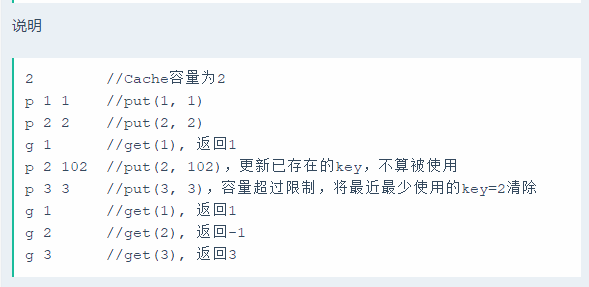 说明
2 //Cache容量为2
p 1 1 //put(1, 1)
p 2 2 //put(2, 2)
g 1 //get(1), 返回1
p 2 102 //put(2, 102)，更新已存在的key，不算被使用
p 3 3 //put(3, 3)，容量超过限制，将最近最少使用的key=2清除
g 1 //get(1), 返回1
g 2 //get(2), 返回-1
g 3 //get(3), 返回3